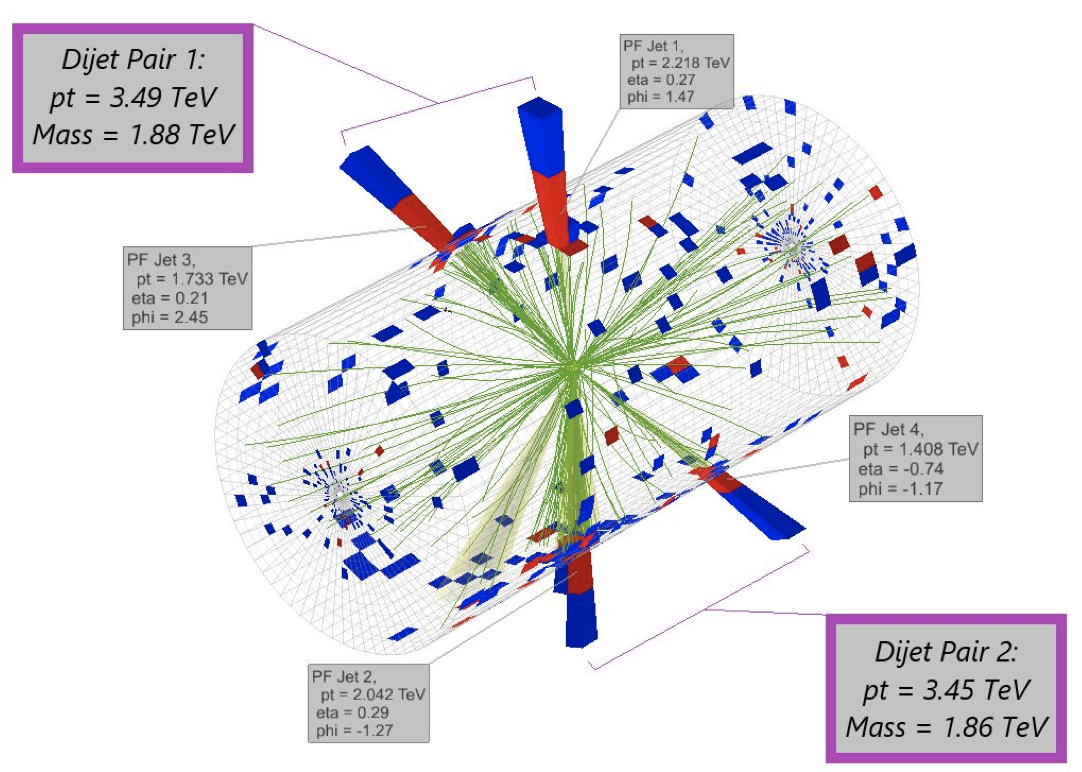 Dijet Pair 1:
pt = 3.49 TeV
Mass = 1.88 TeV
PF Jet 1,
pt = 2.218 TeV
eta = 0.27
phi = 1.47
PF Jet 3,
pt = 1.733 TeV
eta = 0.21
phi = 2.45
PF Jet 4,
pt = 1.408 TeV
eta = -0.74
phi = -1.17
PF Jet 2,
pt = 2.042 TeV
eta = 0.29
phi = -1.27
Dijet Pair 2:
pt = 3.45 TeV
Mass = 1.86 TeV